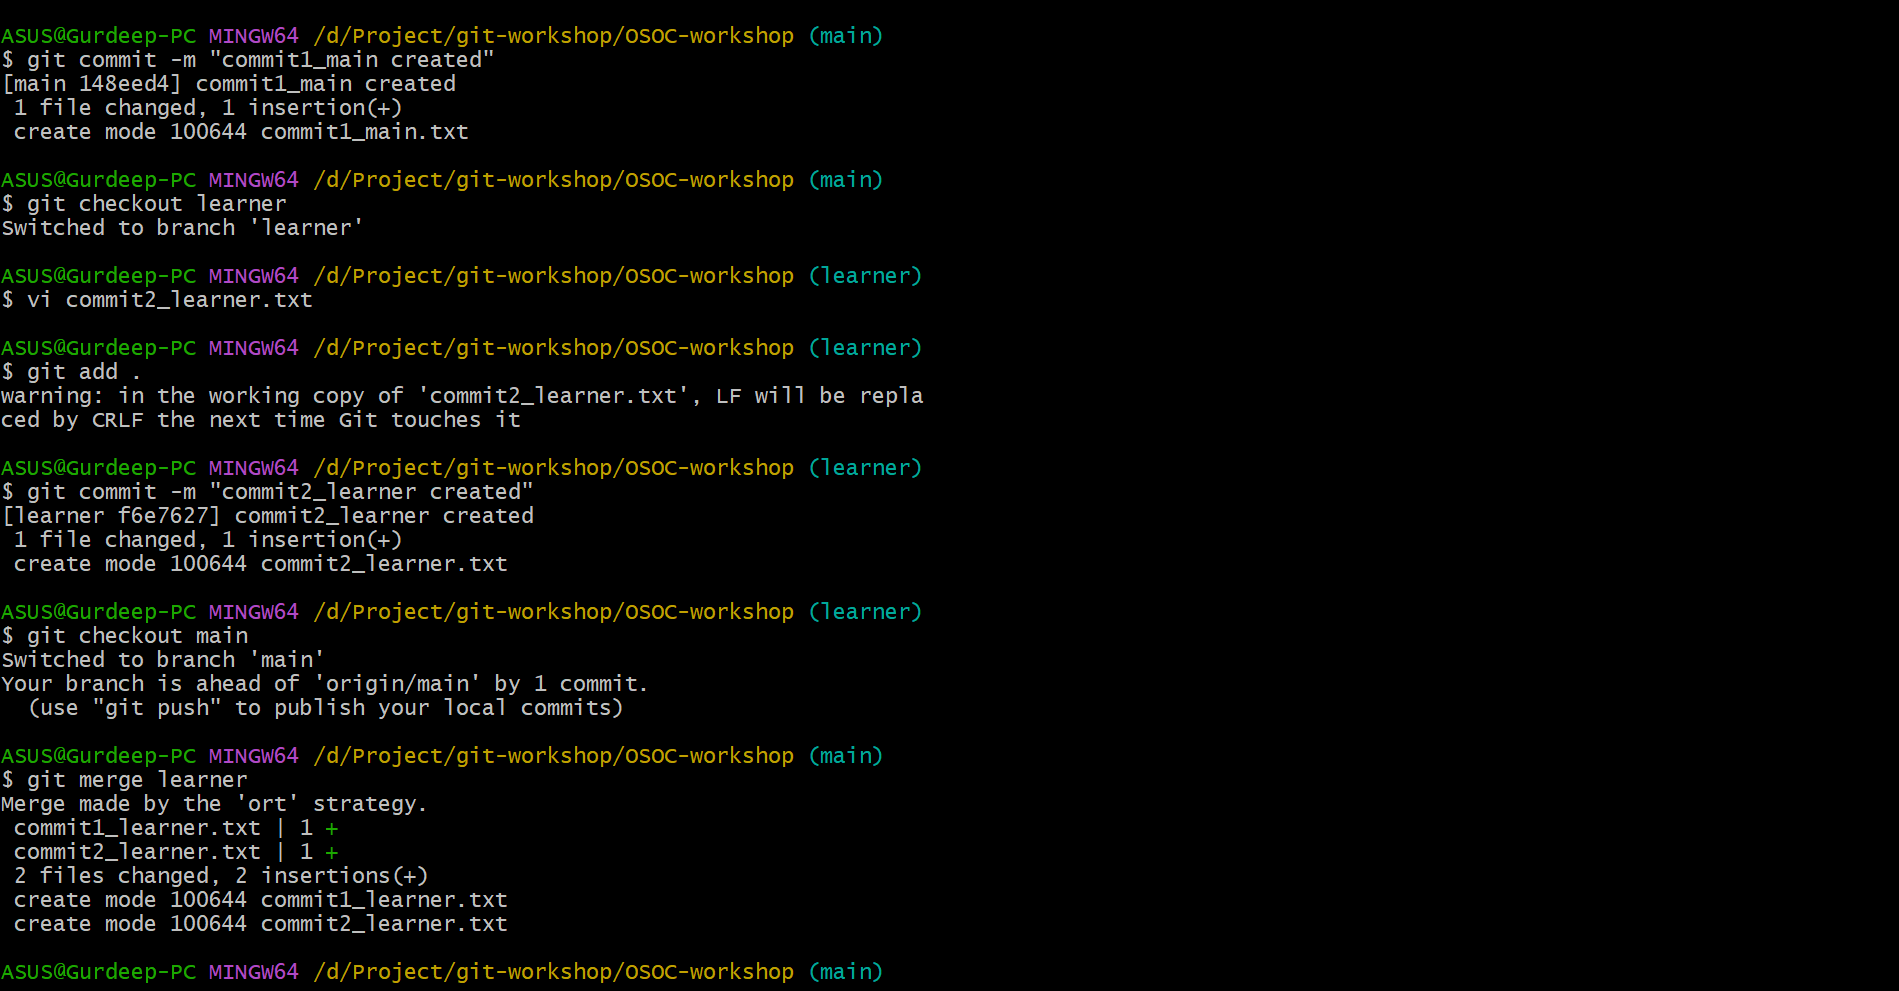 ASUS@Gurdeep-PC MINGW64 /d/Project/git-workshop/OSOC-workshop (main)
$ git commit -m "commit1_main created"
[main 148eed4] commit1_main created
 1 file changed, 1 insertion(+)
 create mode 100644 commit1_main.txt

ASUS@Gurdeep-PC MINGW64 /d/Project/git-workshop/OSOC-workshop (main)
$ git checkout learner
Switched to branch 'learner'

ASUS@Gurdeep-PC MINGW64 /d/Project/git-workshop/OSOC-workshop (learner)
$ vi commit2_learner.txt

ASUS@Gurdeep-PC MINGW64 /d/Project/git-workshop/OSOC-workshop (learner)
$ git add .
warning: in the working copy of 'commit2_learner.txt', LF will be repla
ced by CRLF the next time Git touches it

ASUS@Gurdeep-PC MINGW64 /d/Project/git-workshop/OSOC-workshop (learner)
$ git commit -m "commit2_learner created"
[learner f6e7627] commit2_learner created
 1 file changed, 1 insertion(+)
 create mode 100644 commit2_learner.txt

ASUS@Gurdeep-PC MINGW64 /d/Project/git-workshop/OSOC-workshop (learner)
$ git checkout main
Switched to branch 'main'
Your branch is ahead of 'origin/main' by 1 commit.
  (use "git push" to publish your local commits)

ASUS@Gurdeep-PC MINGW64 /d/Project/git-workshop/OSOC-workshop (main)
$ git merge learner
Merge made by the 'ort' strategy.
 commit1_learner.txt | 1 +
 commit2_learner.txt | 1 +
 2 files changed, 2 insertions(+)
 create mode 100644 commit1_learner.txt
 create mode 100644 commit2_learner.txt

ASUS@Gurdeep-PC MINGW64 /d/Project/git-workshop/OSOC-workshop (main)